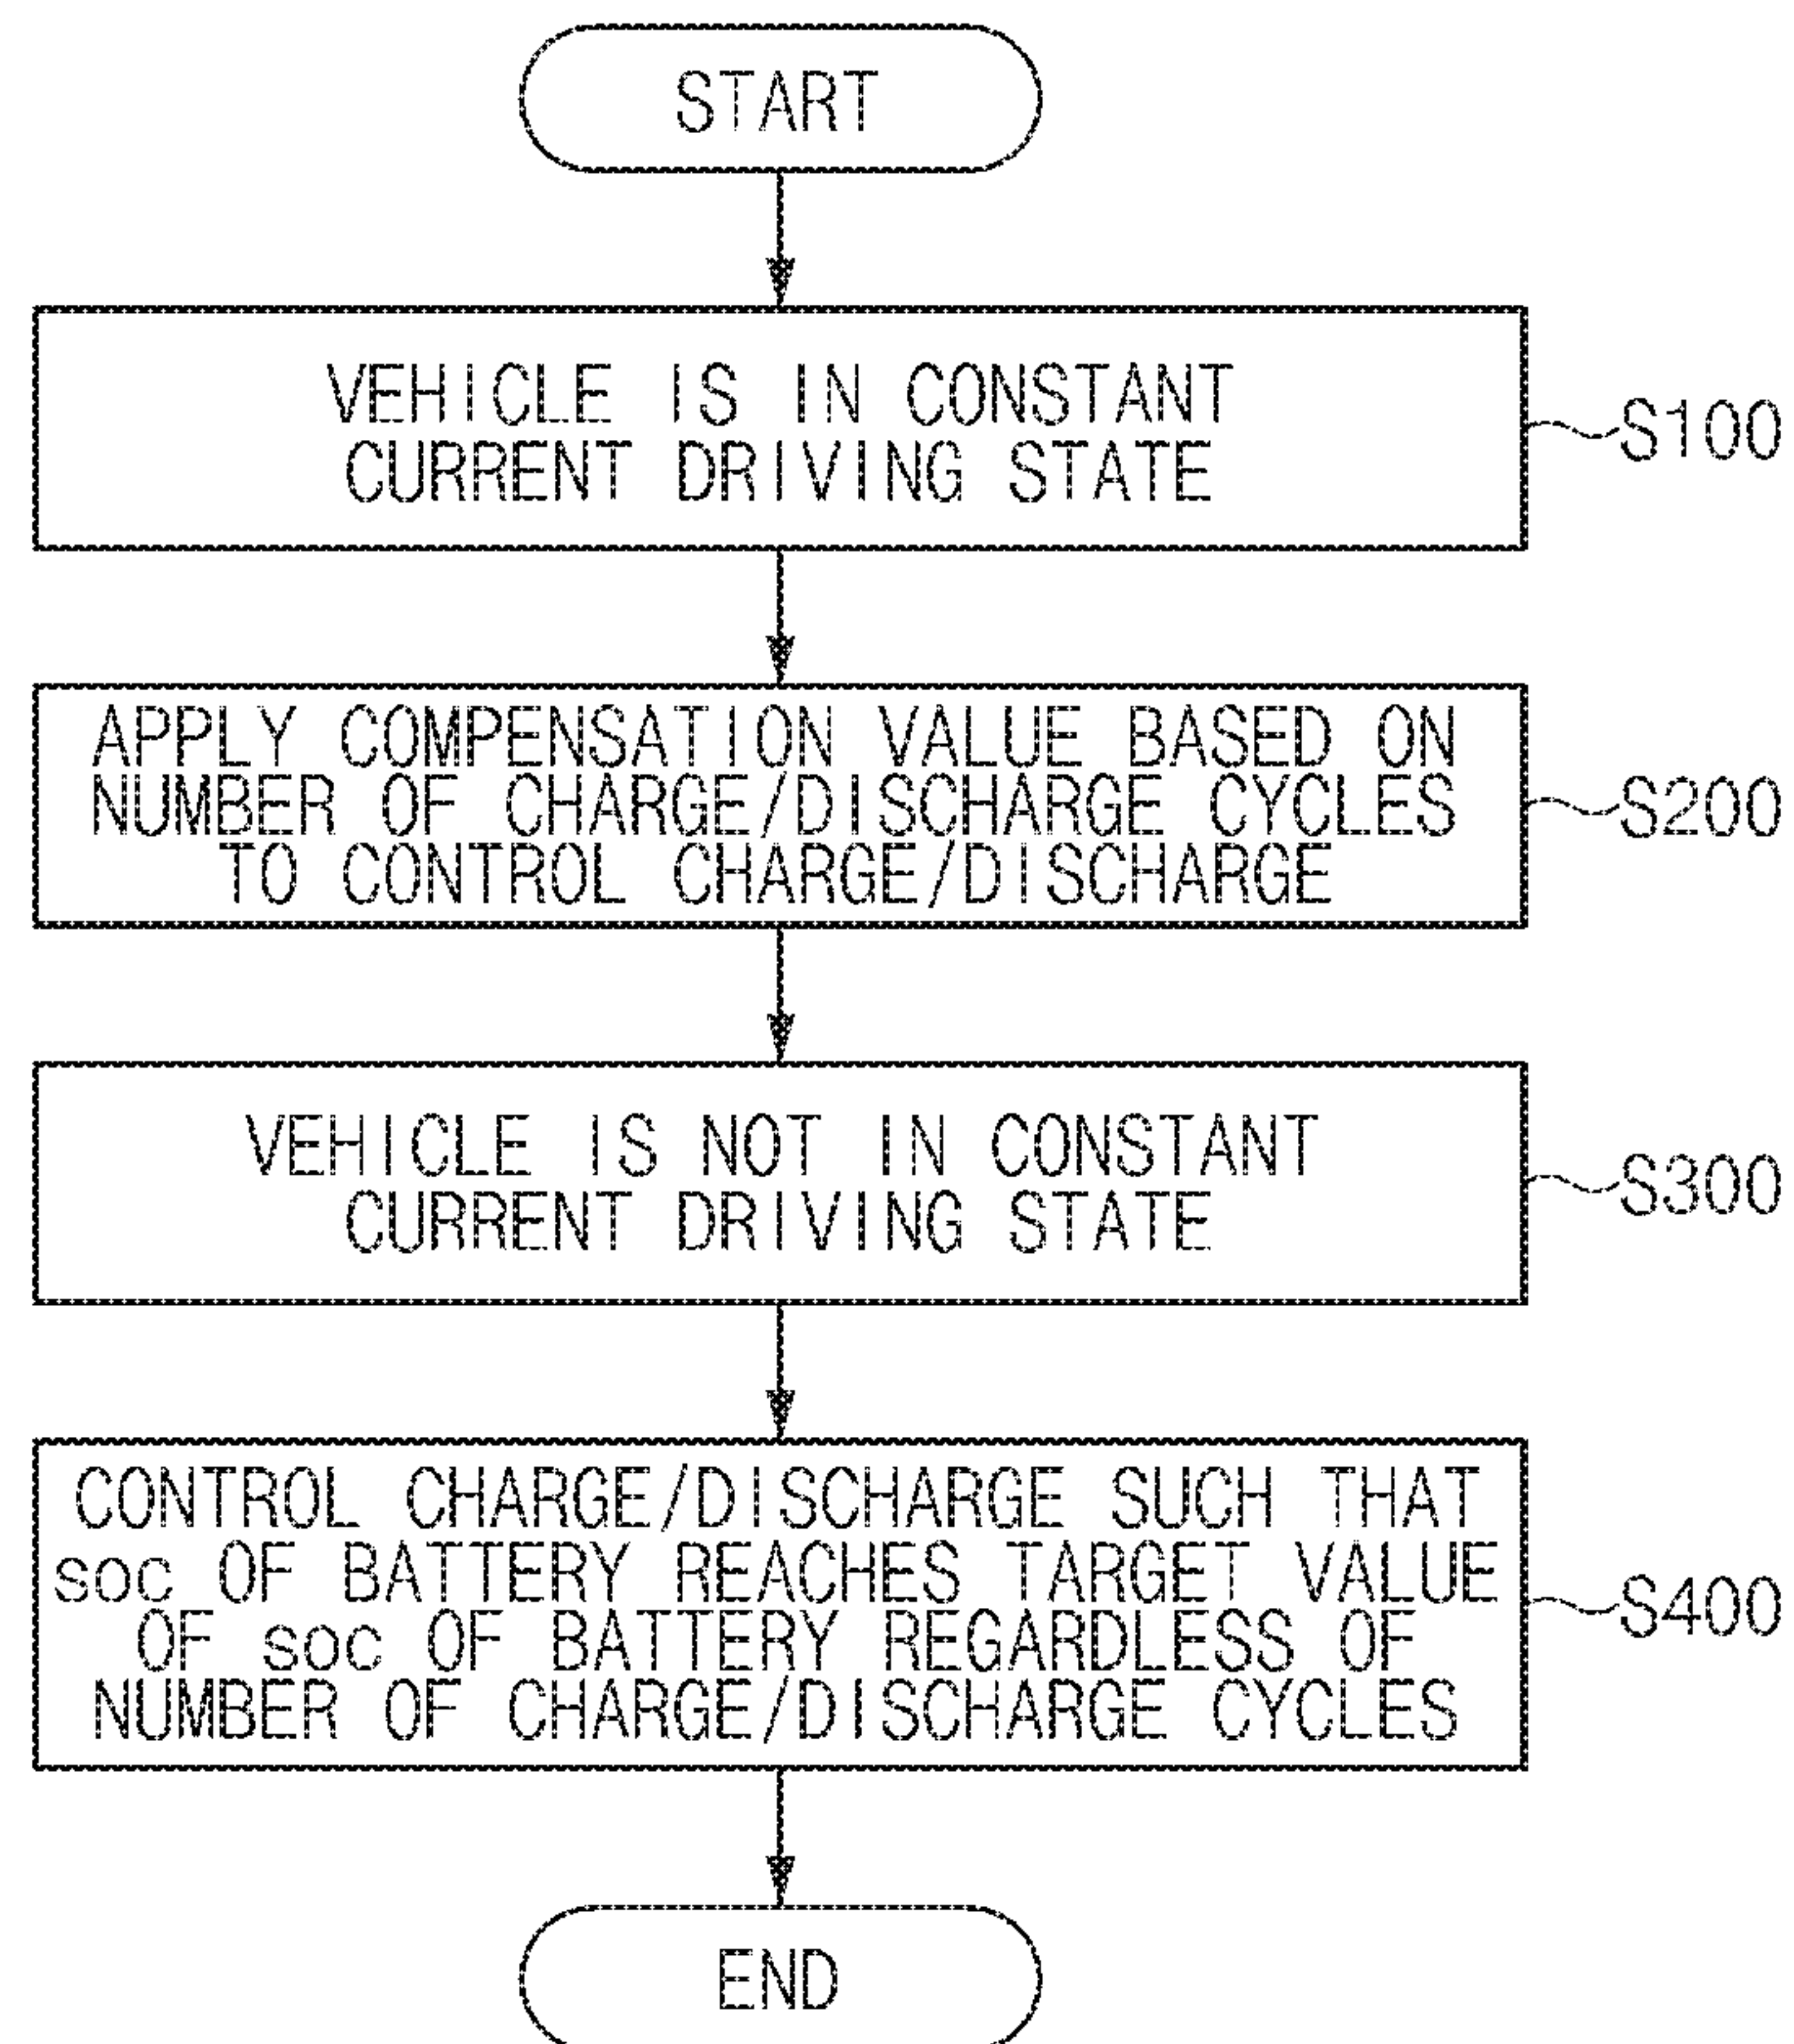 START
VEHICLE IS IN CONSTANT
CURRENT DRIVING STATE
S100
APPLY COMPENSATION VALUE BASED ON
NUMBER OF CHARGE/DISCHARGE CYCLES
TO CONTROL CHARGE/DISCHARGE
S200
VEHICLE IS NOT IN CONSTANT
CURRENT DRIVING STATE
S300
CONTROL CHARGE/DISCHARGE SUCH THAT
soc OF BATTERY REACHES TARGET VALUE
OF soc OF BATTERY REGARDLESS OF
NUMBER OF CHARGE/DISCHARGE CYCLES
S400
END